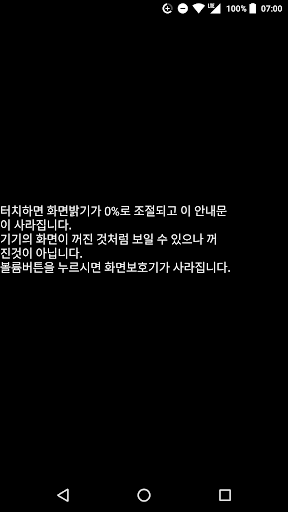 100% 07:00
터치하면 화면밝기가 0%로 조절되고 이 안내문
이 사라집니다.
기기의 화면이 꺼진 것처럼 보일 수 있으나 꺼
진것이 아닙니다.
볼륨버튼을 누르시면 화면보호기가 사라집니다.